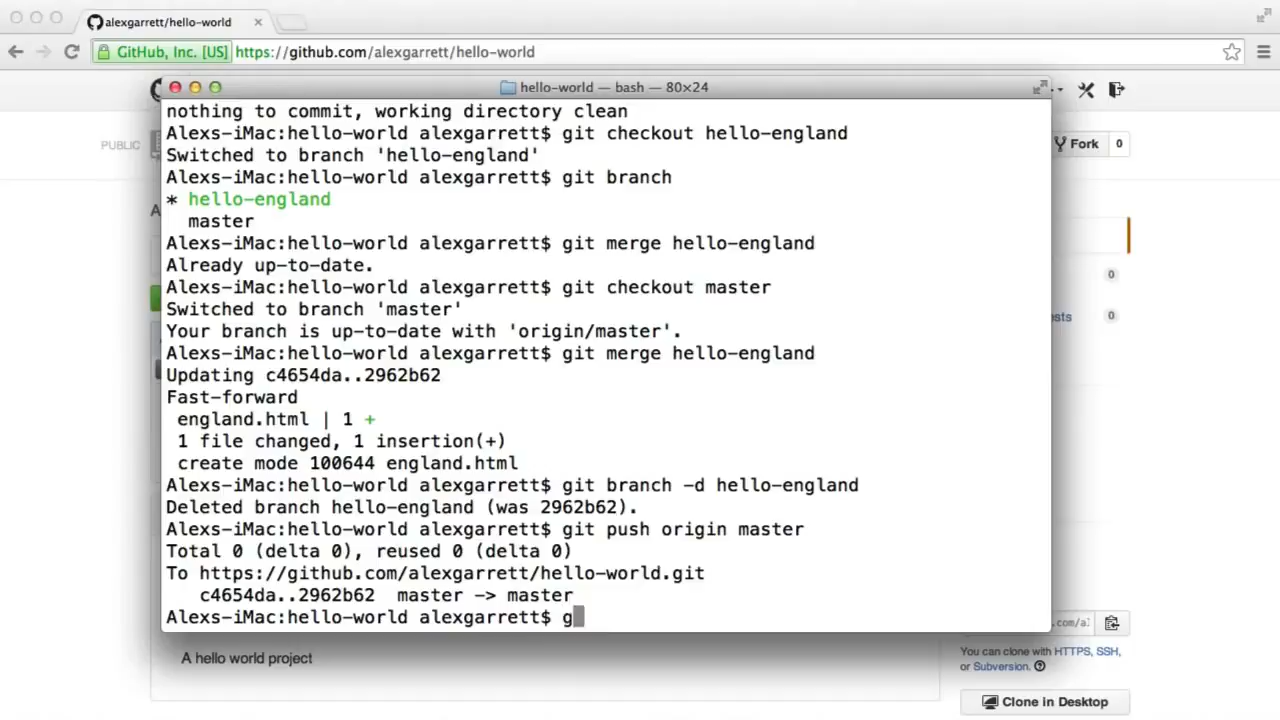 alexgarrett/hello-world
GitHub, Inc. [US] https://github.com/alexgarrett/hello-world
hello-world — bash — 80×24
PUBLIC
Fork 0
nothing to commit, working directory clean
Alexs-iMac:hello-world alexgarrett$ git checkout hello-england
Switched to branch 'hello-england'
Alexs-iMac:hello-world alexgarrett$ git branch
* hello-england
master
Alexs-iMac:hello-world alexgarrett$ git merge hello-england
Already up-to-date.
0
Alexs-iMac:hello-world alexgarrett$ git checkout master
Switched to branch 'master'
0
Your branch is up-to-date with 'origin/master'.
Alexs-iMac:hello-world alexgarrett$ git merge hello-england
Updating c4654da..2962b62
Fast-forward
england.html | 1 +
1 file changed, 1 insertion(+)
create mode 100644 england.html
Alexs-iMac:hello-world alexgarrett$ git branch -d hello-england
Deleted branch hello-england (was 2962b62).
Alexs-iMac:hello-world alexgarrett$ git push origin master
Total 0 (delta 0), reused 0 (delta 0)
To https://github.com/alexgarrett/hello-world.git
c4654da..2962b62  master -> master
Alexs-iMac:hello-world alexgarrett$ g
A hello world project
You can clone with HTTPS, SSH,
or Subversion.
Clone in Desktop